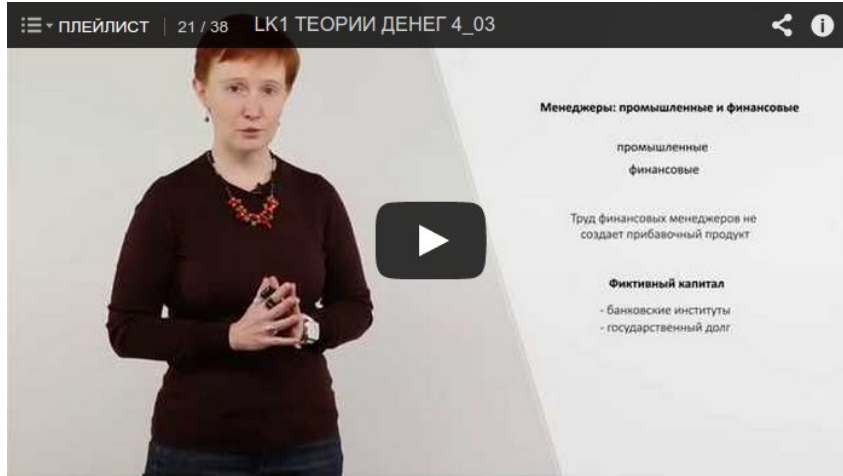 ПЛЕЙЛИСТ 21 / 38 LK1 ТЕОРИИ ДЕНЕГ 4_03
Менеджеры: промышленные и финансовые
промышленные
финансовые
Труд финансовых менеджеров не
создает прибавочный продукт
Фиктивный капитал
- банковские институты
- государственный долг